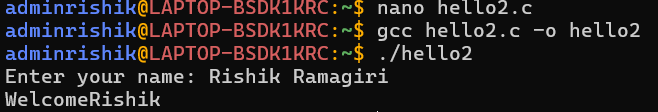 adminrishik@LAPTOP-BSDK1KRC:~$ nano hello2.c
adminrishik@LAPTOP-BSDK1KRC:~$ gcc hello2.c -o hello2
adminrishik@LAPTOP-BSDK1KRC:~$ ./hello2
Enter your name: Rishik Ramagiri
WelcomeRishik